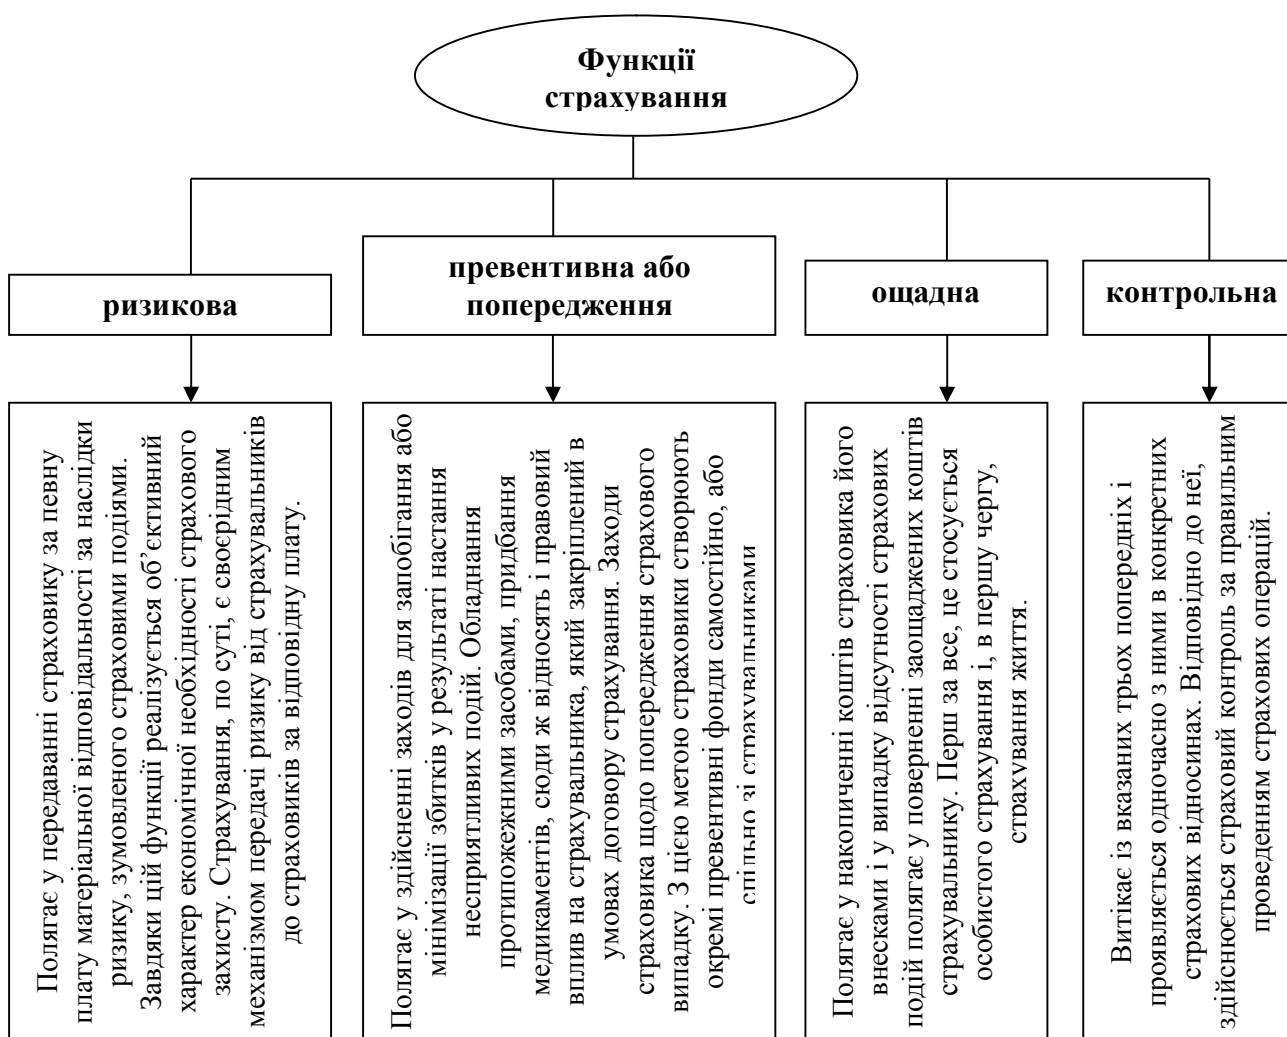 Функції
страхування
ризикова
превентивна або
попередження
ощадна
контрольна
Полягає у передаванні страховику за певну
плату матеріальної відповідальності за наслідки
ризику, зумовленого страховими подіями.
Завдяки цій функції реалізується об’єктивний
характер економічної необхідності страхового
захисту. Страхування, по суті, є своєрідним
механізмом передачі ризику від страхувальників
до страховиків за відповідну плату.
Полягає у здійсненні заходів для запобігання або
мінімізації збитків у результаті настання
несприятливих подій. Обладнання
протипожежними засобами, придбання
медикаментів, сюди ж відносять і правовий
вплив на страхувальника, який закріплений в
умовах договору страхування. Заходи
страховика щодо попередження страхового
випадку. З цією метою страховики створюють
окремі превентивні фонди самостійно, або
спільно зі страхувальниками
Полягає у накопиченні коштів страховика його
внесками і у випадку відсутності страхових
подій полягає у поверненні заощаджених коштів
страхувальнику. Перш за все, це стосується
особистого страхування і, в першу чергу,
страхування життя.
Витікає із вказаних трьох попередніх і
проявляється одночасно з ними в конкретних
страхових відносинах. Відповідно до неї,
здійснюється страховий контроль за правильним
проведенням страхових операцій.